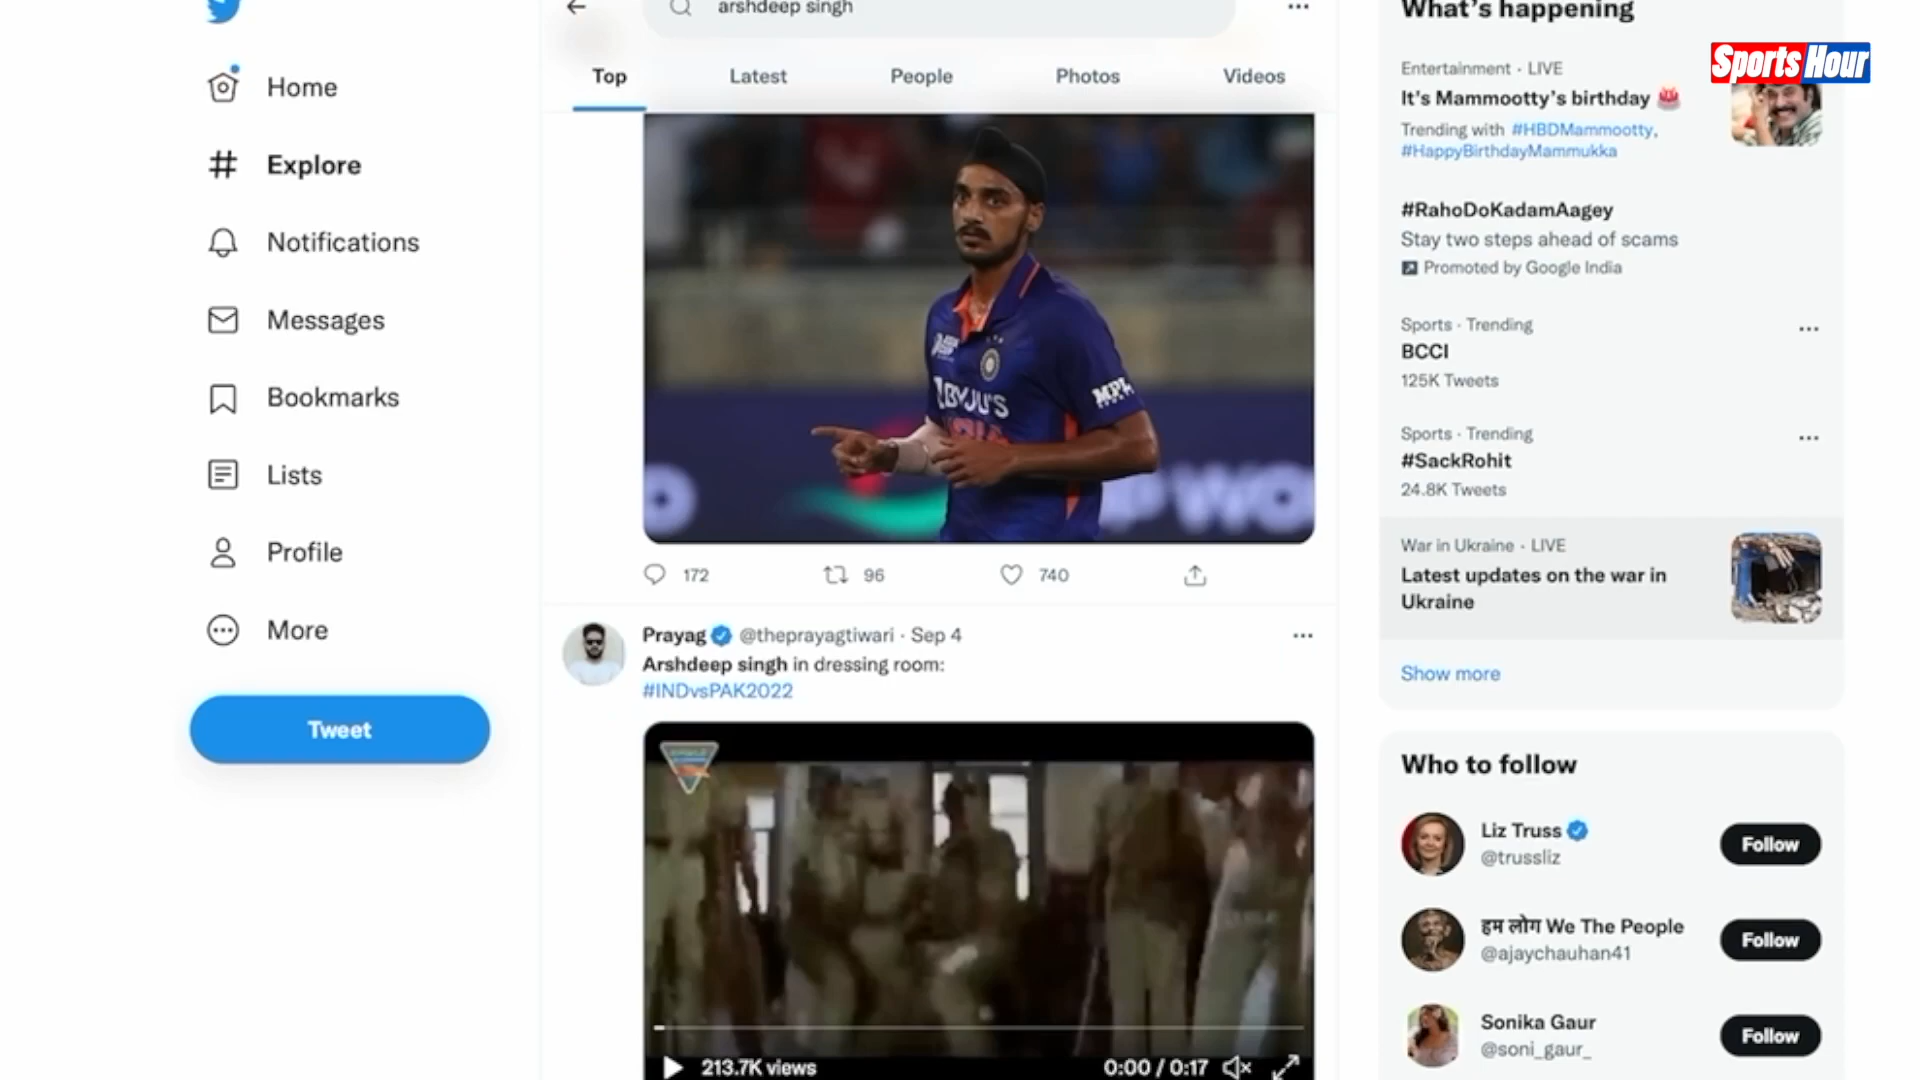 Home
Explore
Notifications
Messages
Bookmarks
Lists
Profile
More
Tweet
arshdeep singh
Top
Latest
People
Photos
Videos
BYJU'S
MPL
172
96
740
Prayag @theprayagtiwari · Sep 4
Arshdeep singh in dressing room:
#INDvsPAK2022
213.7K views
0:00 / 0:17
What's happening
Sports Hour
Entertainment · LIVE
It's Mammootty's birthday
Trending with #HBDMammootty,
#HappyBirthdayMammukka
#RahoDoKadamAagey
Stay two steps ahead of scams
Promoted by Google India
Sports · Trending
BCCI
125K Tweets
Sports · Trending
#SackRohit
24.8K Tweets
War in Ukraine · LIVE
Latest updates on the war in
Ukraine
Show more
Who to follow
Liz Truss
@trussliz
Follow
हम लोग We The People
@ajaychauhan41
Follow
Sonika Gaur
@soni_gaur_
Follow